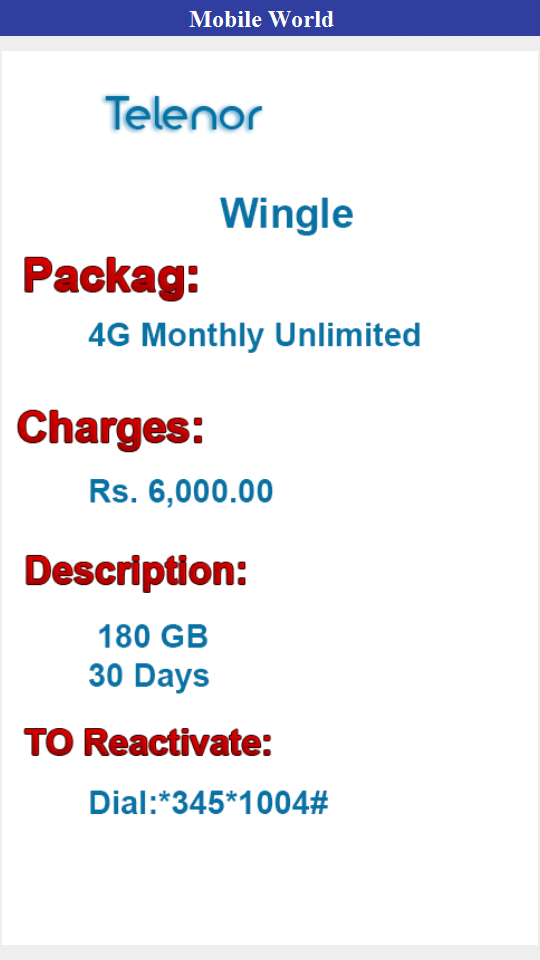 Mobile World
Telenor
Wingle
Packag:
4G Monthly Unlimited
Charges:
Rs. 6,000.00
Description:
180 GB
30 Days
TO Reactivate:
Dial:*345*1004#